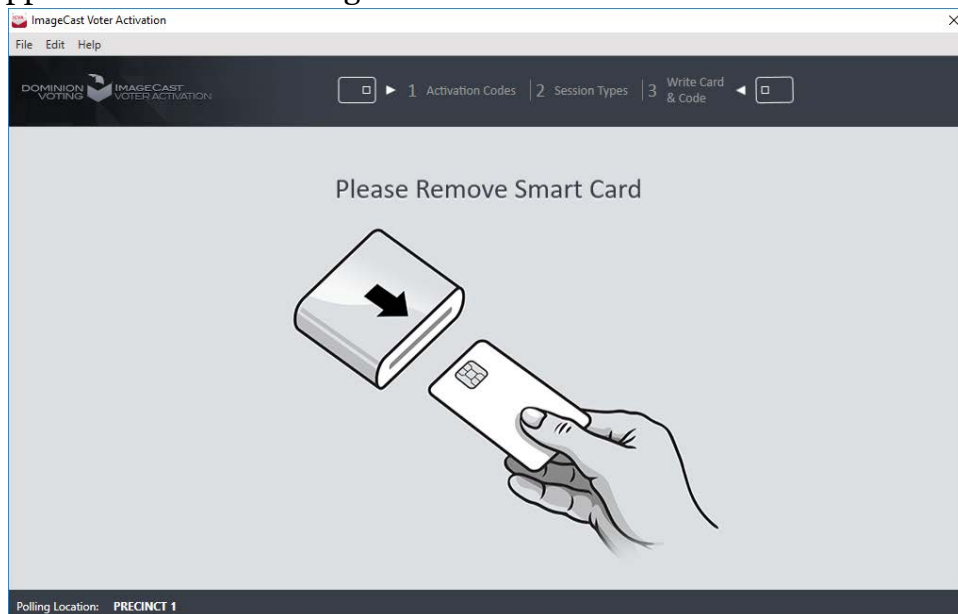 ImageCast Voter Activation
File Edit Help
DOMINION VOTING
IMAGECAST VOTER ACTIVATION
1 Activation Codes
2 Session Types
3 Write Card & Code
Please Remove Smart Card
Polling Location: PRECINCT 1